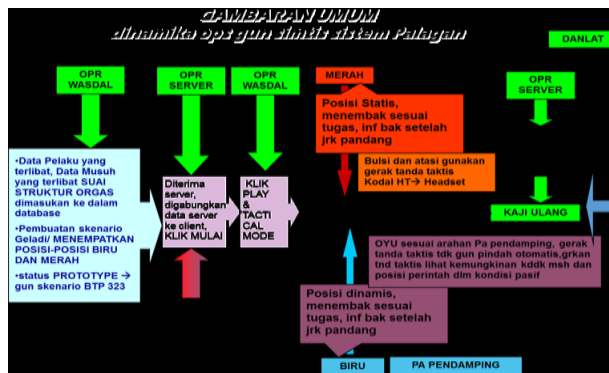 GAMBARAN UMUM
dinamika ops gun simtis sistem Palagan
DANLAT
OPR
WASDAL
OPR
SERVER
OPR
WASDAL
MERAH
OPR
SERVER
Posisi Statis,
menembak sesuai
tugas, inf bak setelah
jrk pandang
•Data Pelaku yang
terlibat, Data Musuh
yang terlibat SUAI
STRUKTUR ORGAS
dimasukan ke dalam
database
•Pembuatan skenario
Geladi/ MENEMPATKAN
POSISI-POSISI BIRU
DAN MERAH
•status PROTOTYPE →
gun skenario BTP 323
Diterima
server,
digabungkan
data server
ke client,
KLIK MULAI
KLIK
PLAY
&
TACTI
CAL
MODE
Bulsi dan atasi gunakan
gerak tanda taktis
Kodal HT→ Headset
KAJI ULANG
OYU sesuai arahan Pa pendamping, gerak
tanda taktis tdk gun pindah otomatis,grkan
tnd taktis lihat kemungkinan kddk msh dan
posisi perintah dlm kondisi pasif
Posisi dinamis,
menembak sesuai
tugas, inf bak setelah
jrk pandang
BIRU
PA PENDAMPING